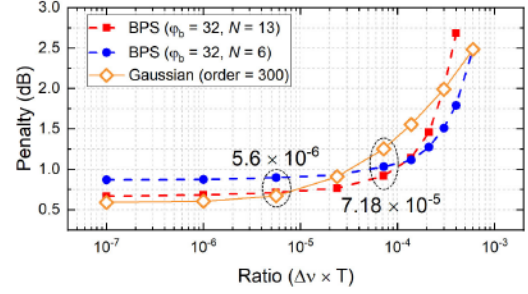 3.0
2.5
2.0
1.5
1.0
0.5
Penalty (dB)
BPS (φb = 32, N = 13)
BPS (φb = 32, N = 6)
Gaussian (order = 300)
5.6 × 10⁻⁶
7.18 × 10⁻⁵
10⁻⁷ 10⁻⁶ 10⁻⁵ 10⁻⁴ 10⁻³
Ratio (Δν × T)